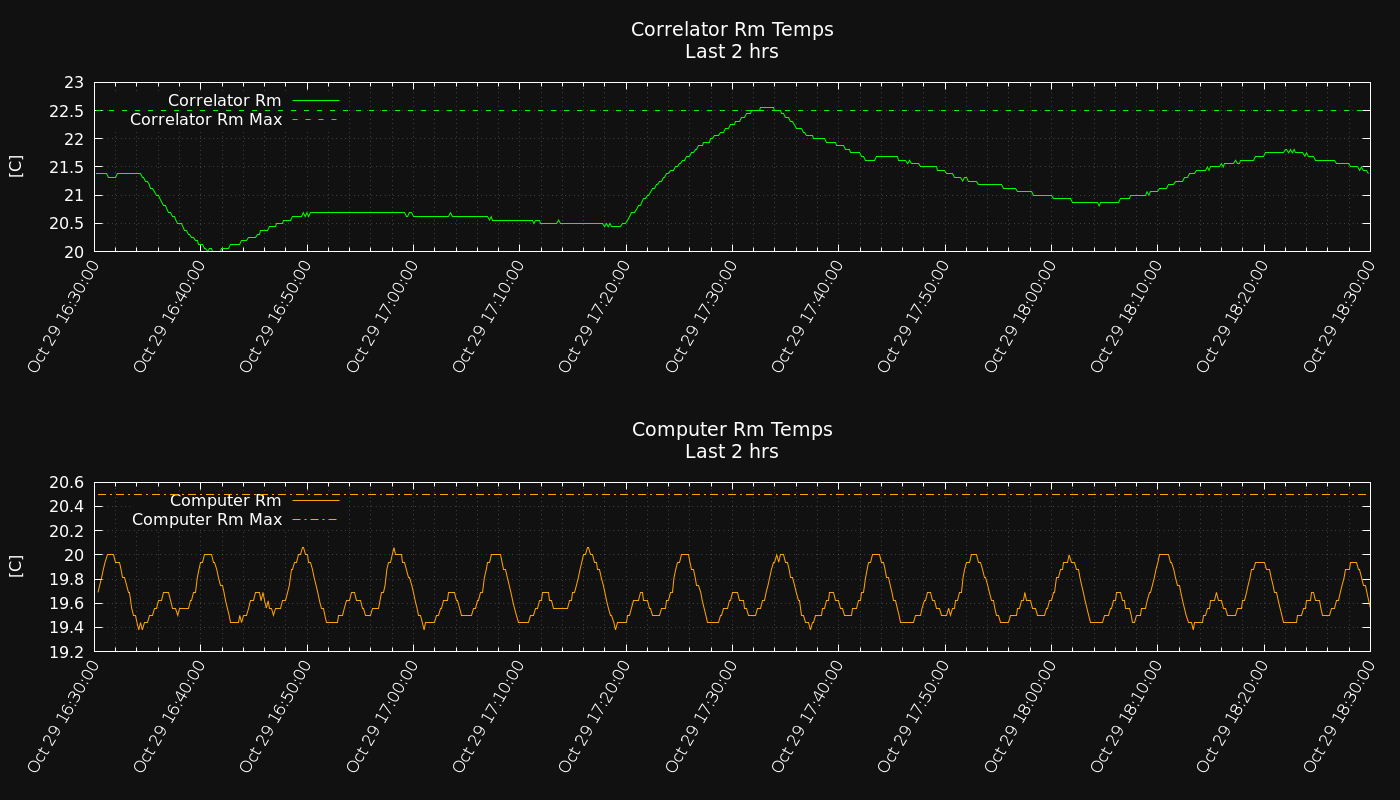 Correlator Rm Temps
Last 2 hrs
Correlator Rm
Correlator Rm Max
[C]
23
22.5
22
21.5
21
20.5
20
Oct 29 16:30:00
Oct 29 16:40:00
Oct 29 16:50:00
Oct 29 17:00:00
Oct 29 17:10:00
Oct 29 17:20:00
Oct 29 17:30:00
Oct 29 17:40:00
Oct 29 17:50:00
Oct 29 18:00:00
Oct 29 18:10:00
Oct 29 18:20:00
Oct 29 18:30:00
Computer Rm Temps
Last 2 hrs
Computer Rm
Computer Rm Max
[C]
20.6
20.4
20.2
20
19.8
19.6
19.4
19.2
Oct 29 16:30:00
Oct 29 16:40:00
Oct 29 16:50:00
Oct 29 17:00:00
Oct 29 17:10:00
Oct 29 17:20:00
Oct 29 17:30:00
Oct 29 17:40:00
Oct 29 17:50:00
Oct 29 18:00:00
Oct 29 18:10:00
Oct 29 18:20:00
Oct 29 18:30:00